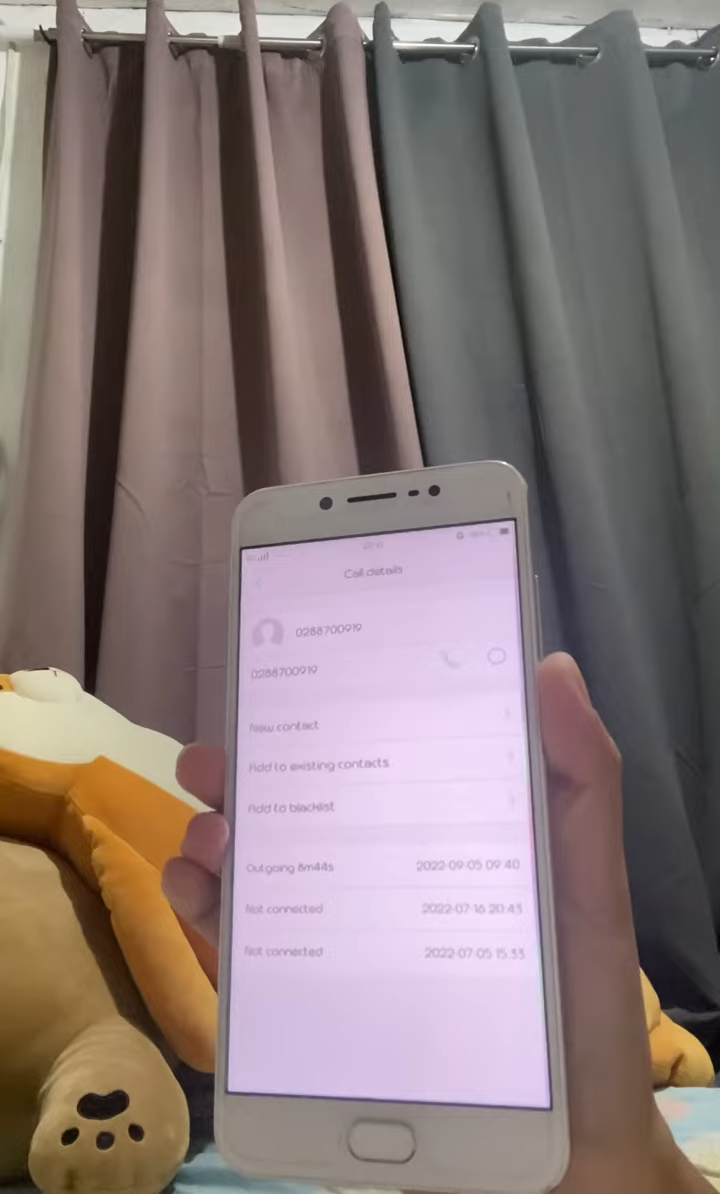 Call details
0288700919
0288700919
New contact
Add to existing contacts
Add to blacklist
Outgoing 8m44s 2022-09-05 09:40
Not connected 2022-07-16 20:43
Not connected 2022-07-05 15:33